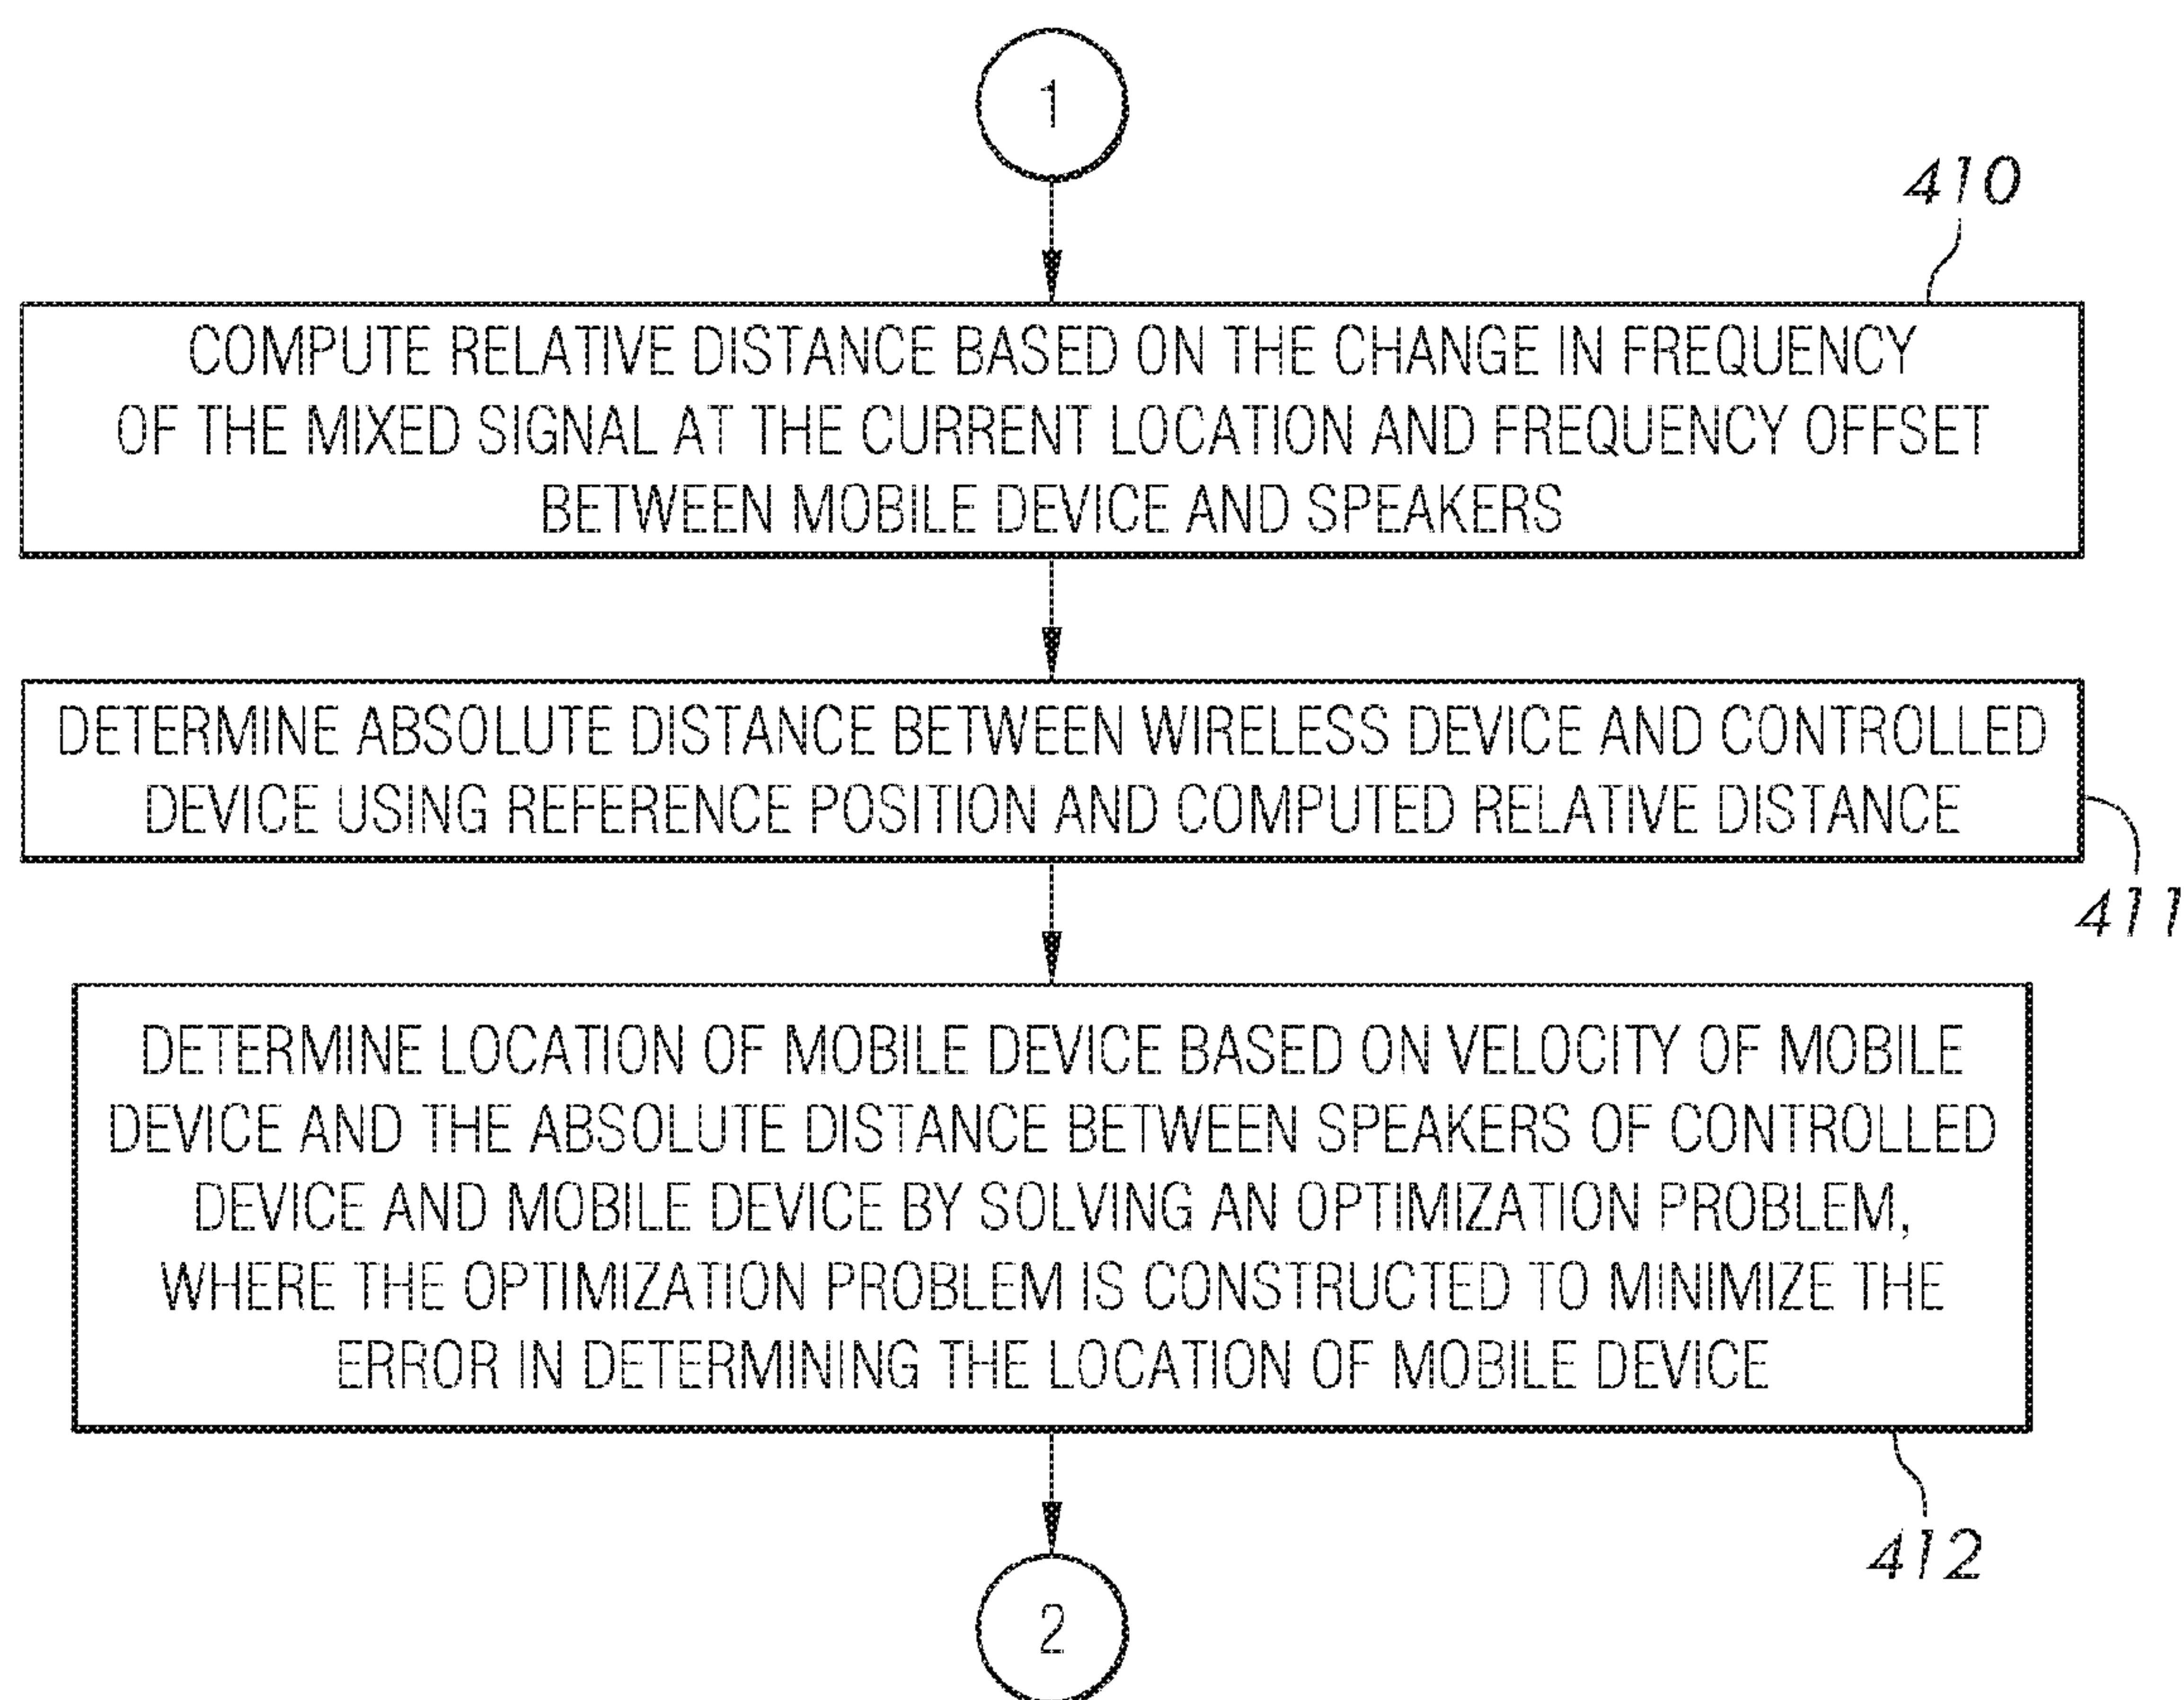 1
410
COMPUTE RELATIVE DISTANCE BASED ON THE CHANGE IN FREQUENCY
OF THE MIXED SIGNAL AT THE CURRENT LOCATION AND FREQUENCY OFFSET
BETWEEN MOBILE DEVICE AND SPEAKERS
DETERMINE ABSOLUTE DISTANCE BETWEEN WIRELESS DEVICE AND CONTROLLED
DEVICE USING REFERENCE POSITION AND COMPUTED RELATIVE DISTANCE
411
DETERMINE LOCATION OF MOBILE DEVICE BASED ON VELOCITY OF MOBILE
DEVICE AND THE ABSOLUTE DISTANCE BETWEEN SPEAKERS OF CONTROLLED
DEVICE AND MOBILE DEVICE BY SOLVING AN OPTIMIZATION PROBLEM,
WHERE THE OPTIMIZATION PROBLEM IS CONSTRUCTED TO MINIMIZE THE
ERROR IN DETERMINING THE LOCATION OF MOBILE DEVICE
412
2